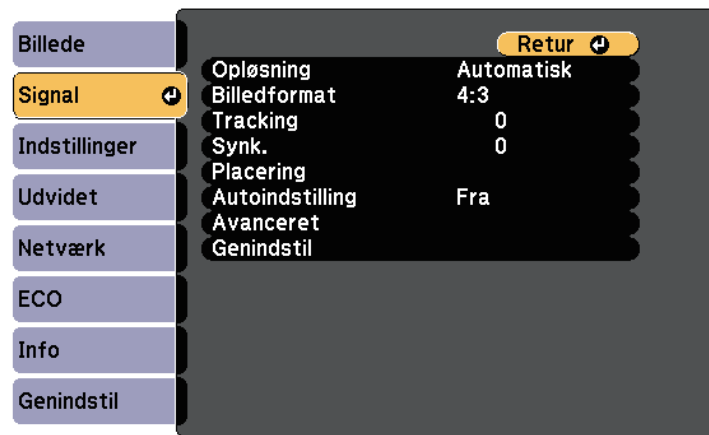 Billede
Signal
Indstillinger
Udvidet
Netværk
ECO
Info
Genindstil
Retur
Opløsning Automatisk
Billedformat 4:3
Tracking 0
Synk. 0
Placering
Autoindstilling Fra
Avanceret
Genindstil